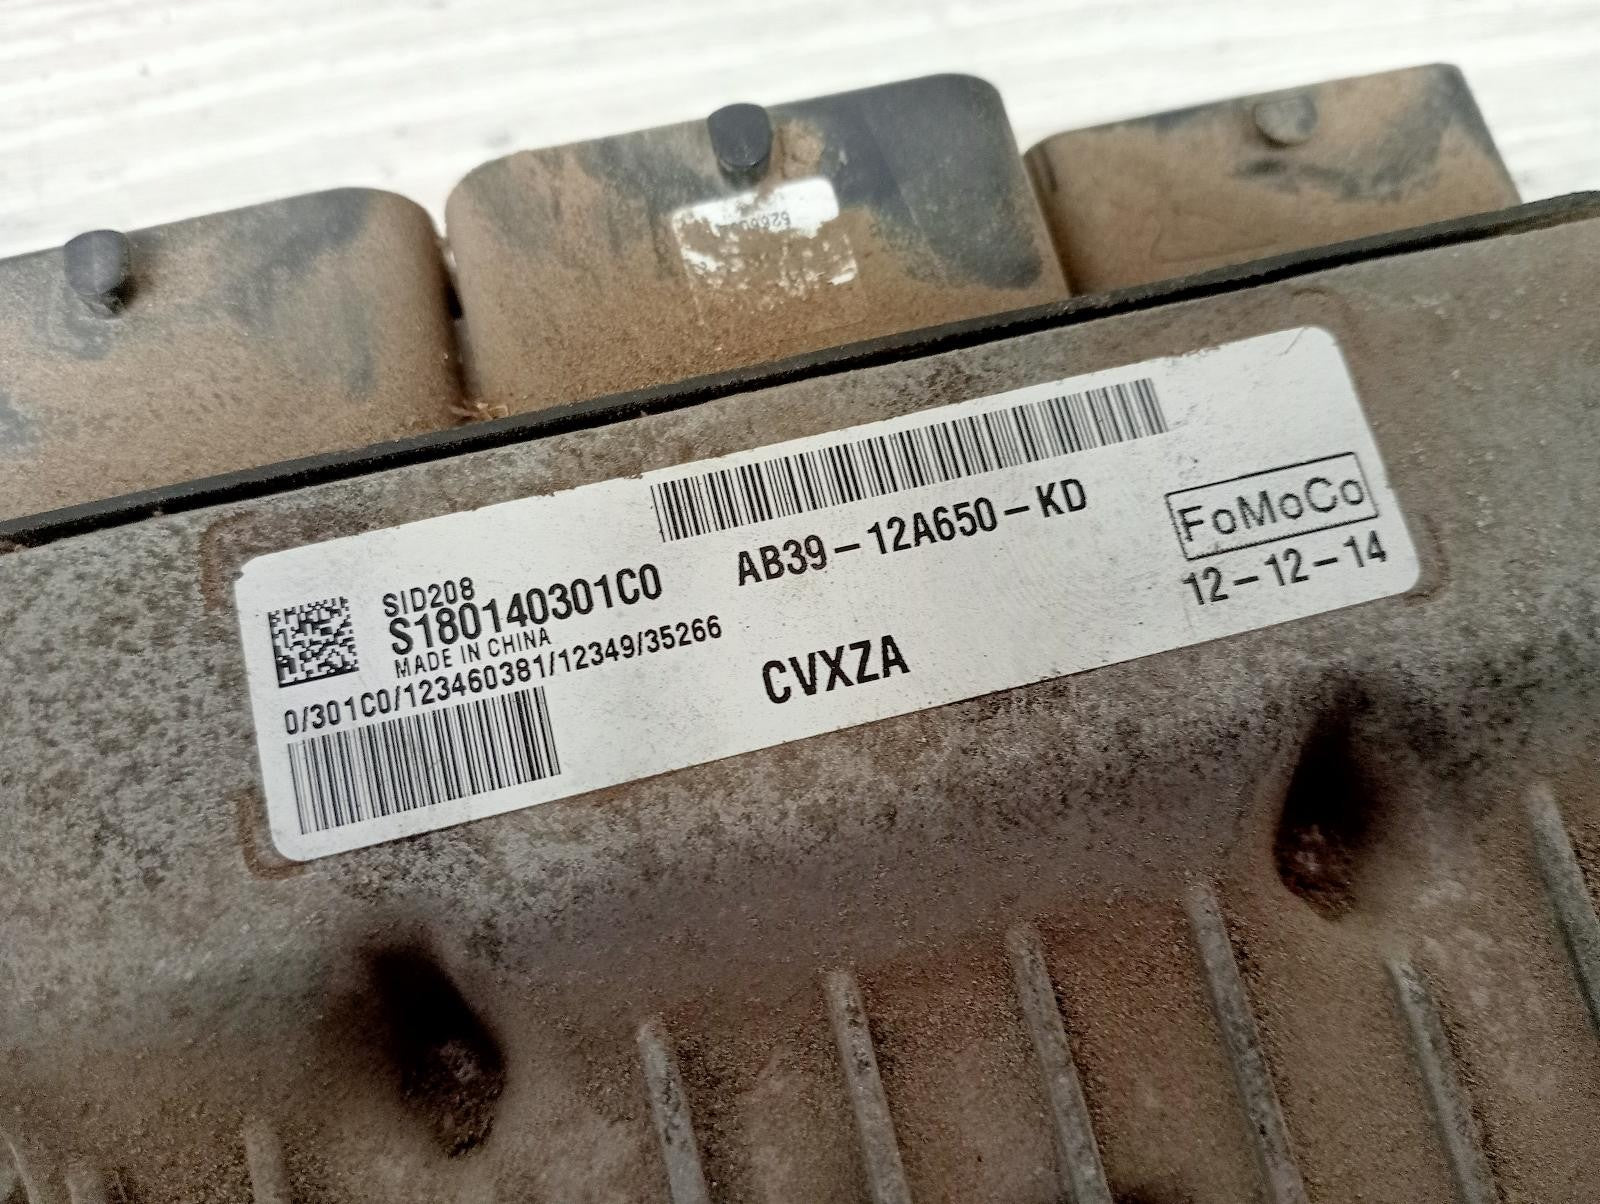 SID208
S180140301C0
MADE IN CHINA
0/301C0/123460381/12349/35266
AB39-12A650-KD
CVXZA
FoMoCo
12-12-14